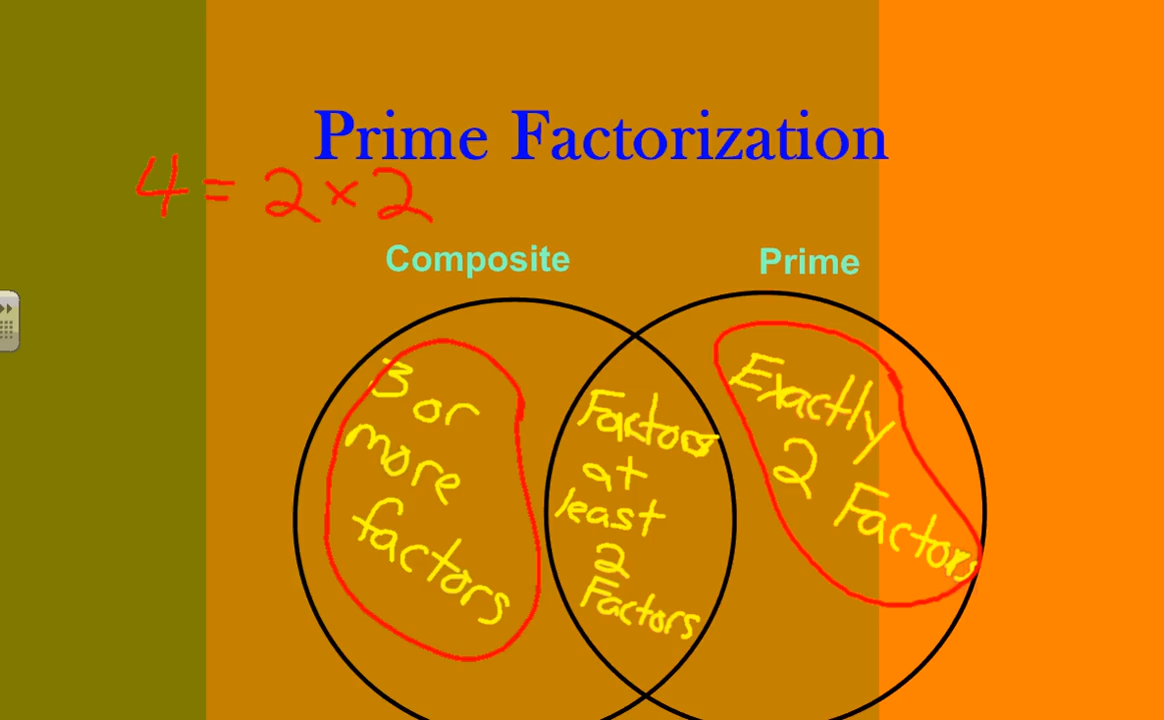 Prime Factorization
4 = 2 × 2
Composite
Prime
3 or
more
factors
Factors
at
least
2
Factors
Exactly
2 Factors